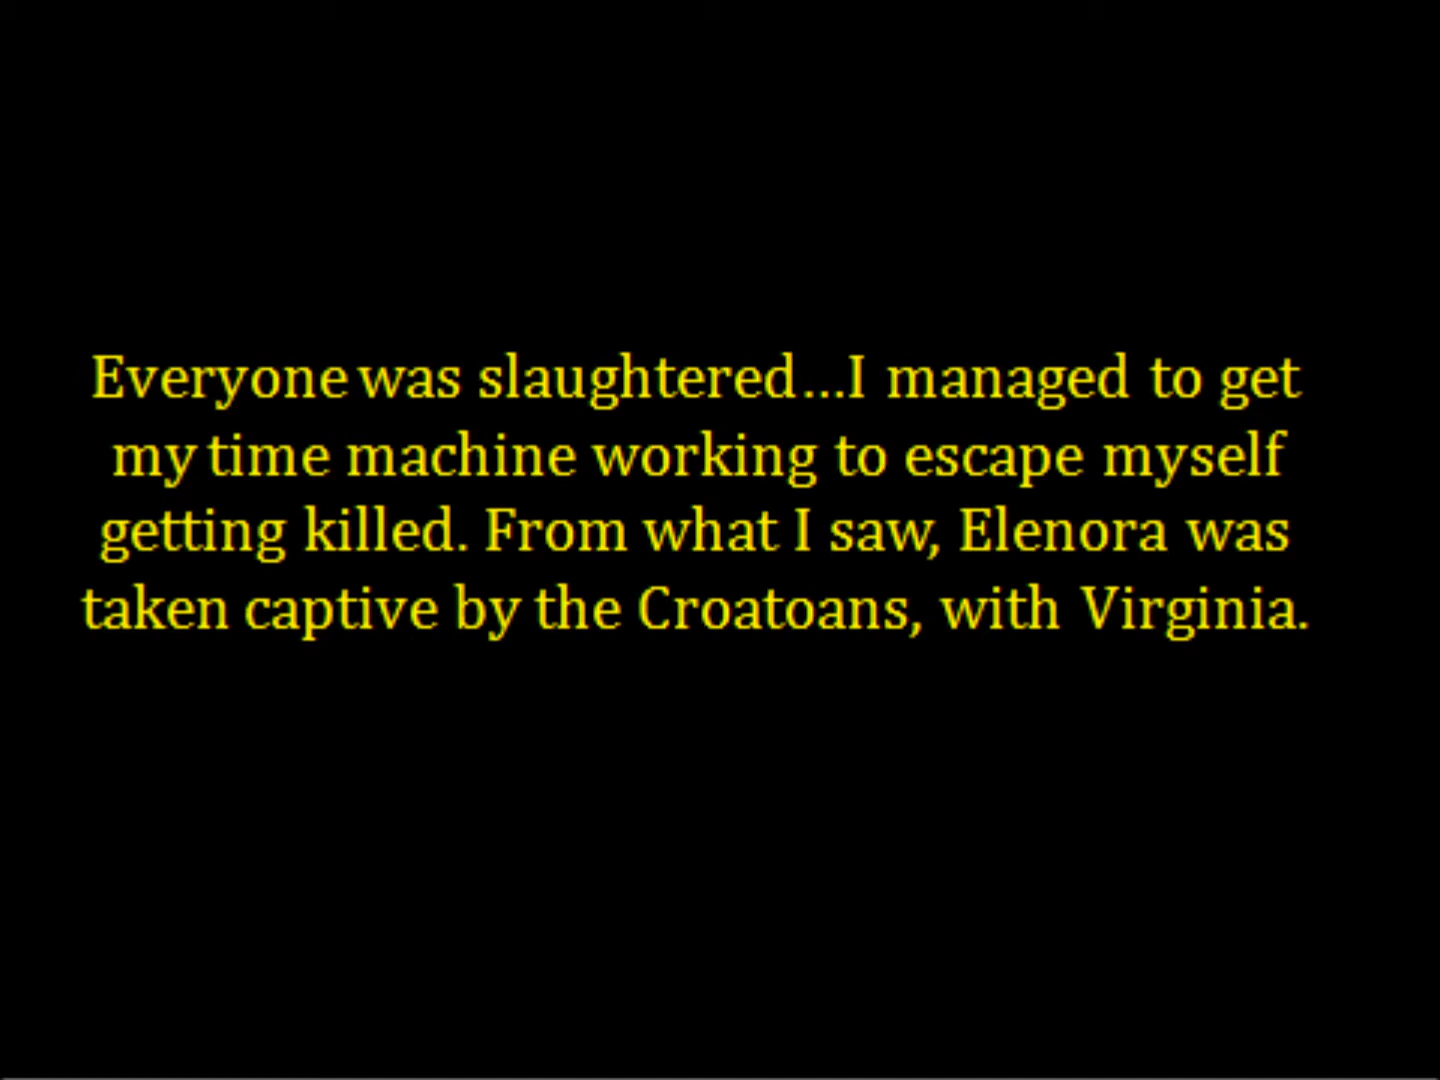 Everyone was slaughtered...I managed to get
my time machine working to escape myself
getting killed. From what I saw, Elenora was
taken captive by the Croatoans, with Virginia.